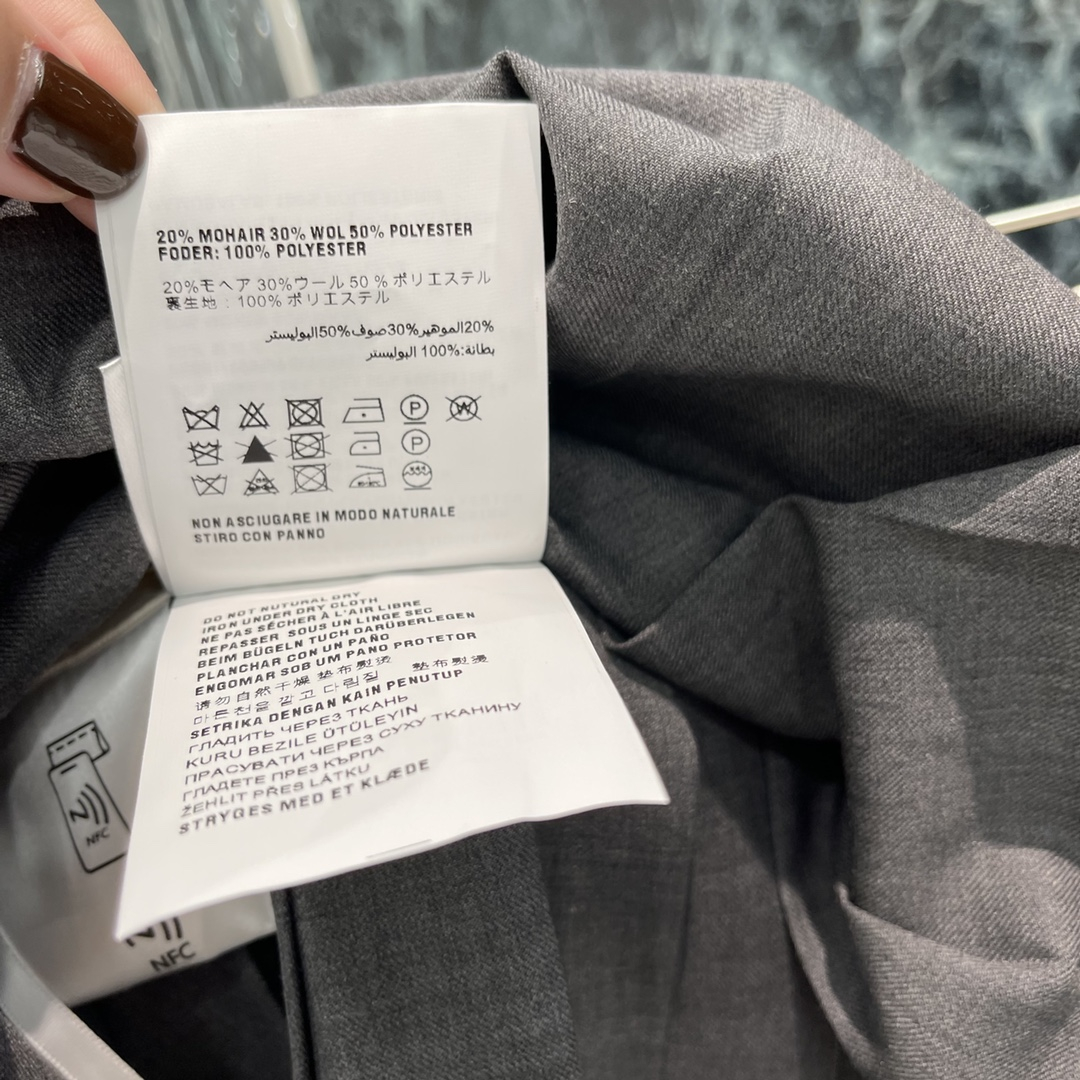 20% MOHAIR 30% WOL 50% POLYESTER
FODER: 100% POLYESTER
20%モヘア 30%ウール 50 % ポリエステル
裏生地 : 100% ポリエステル
20%الموهير%30صوف%50البوليستر
بطانة:%100 البوليستر
P
W
P
NON ASCIUGARE IN MODO NATURALE
STIRO CON PANNO
DO NOT NUTURAL DRY
IRON UNDER DRY CLOTH
NE PAS SÉCHER À L'AIR LIBRE
REPASSER SOUS UN LINGE SEC
BEIM BÜGELN TUCH DARÜBERLEGEN
PLANCHAR CON UN PAÑO
ENGOMAR SOB UM PANO PROTETOR
请勿自然干燥 垫布熨烫 墊布熨燙
마른천을 깔고 다림질
SETRIKA DENGAN KAIN PENUTUP
ГЛАДИТЬ ЧЕРЕЗ ТКАНЬ
KURU BEZILE ÜTÜLEYIN
ПРАСУВАТИ ЧЕРЕЗ СУХУ ТКАНИНУ
ГЛАДЕТЕ ПРЕЗ КЪРПА
ŽEHLIT PŘES LÁTKU
STRYGES MED ET KLÆDE
N
NFC
NFC